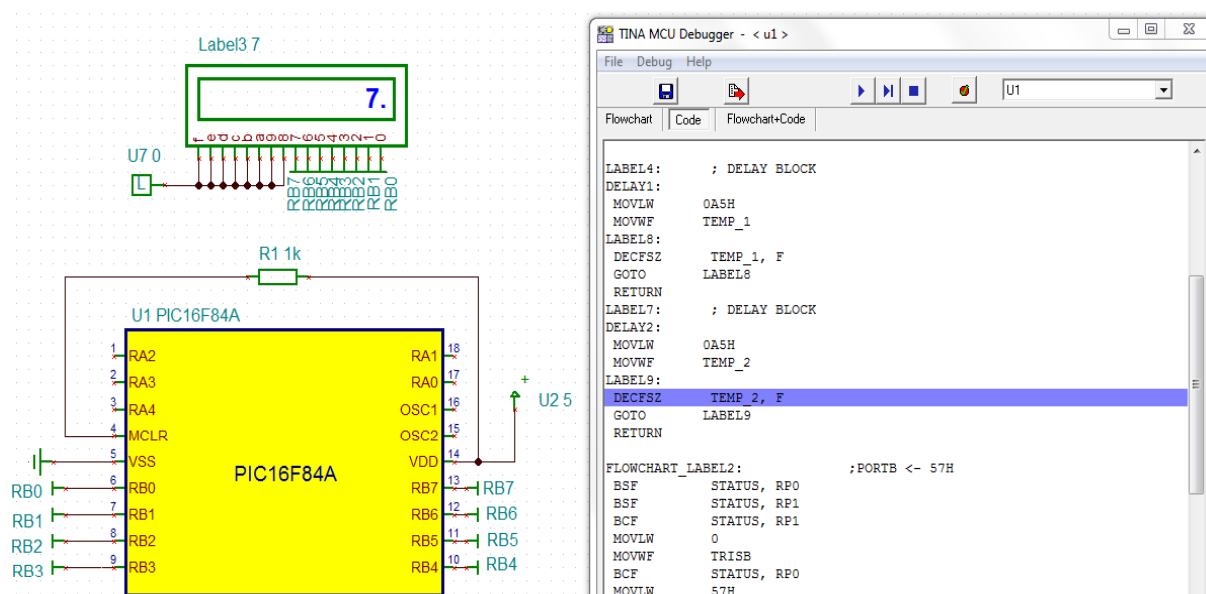 Label3 7
7.
f e d c b a 9 8 7 6 5 4 3 2 1 0
U7 0
L
RB7 RB6 RB5 RB4 RB3 RB2 RB1 RB0
R1 1k
U1 PIC16F84A
1 RA2 RA1 18
2 RA3 RA0 17
3 RA4 OSC1 16
+
U2 5
4 MCLR OSC2 15
5 VSS VDD 14
PIC16F84A
RB0 6 RB0 RB7 13 RB7
RB1 7 RB1 RB6 12 RB6
RB2 8 RB2 RB5 11 RB5
RB3 9 RB3 RB4 10 RB4
TINA MCU Debugger - < u1 >
File Debug Help
U1
Flowchart Code Flowchart+Code
LABEL4: ; DELAY BLOCK
DELAY1:
MOVLW 0A5H
MOVWF TEMP_1
LABEL8:
DECFSZ TEMP_1, F
GOTO LABEL8
RETURN
LABEL7: ; DELAY BLOCK
DELAY2:
MOVLW 0A5H
MOVWF TEMP_2
LABEL9:
DECFSZ TEMP_2, F
GOTO LABEL9
RETURN
FLOWCHART_LABEL2: ;PORTB <- 57H
BSF STATUS, RP0
BSF STATUS, RP1
BCF STATUS, RP1
MOVLW 0
MOVWF TRISB
BCF STATUS, RP0
MOVLW 57H